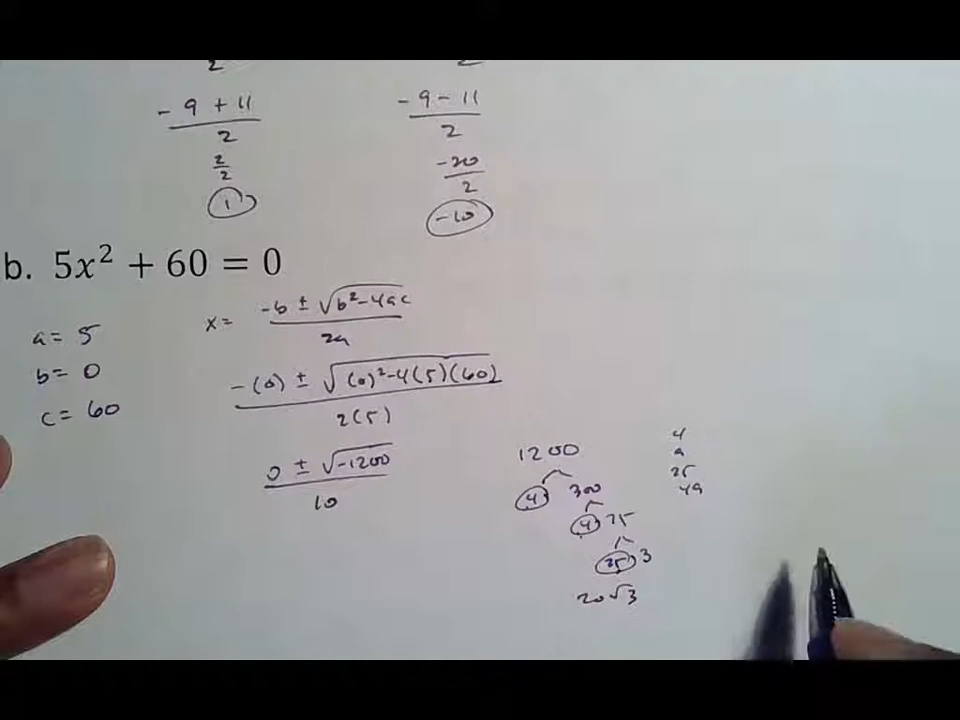 2 2
- 9 + 11 - 9 - 11
2 2
2/2 -20
1 2
-10
b. 5x² + 60 = 0
a = 5 x = -b ± √b²-4ac
2a
b = 0 -(0) ± √(0)²-4(5)(60)
c = 60 2(5)
0 ± √-1200
10
1200 4
4 300 9
4 75 25
25 3 49
20√3